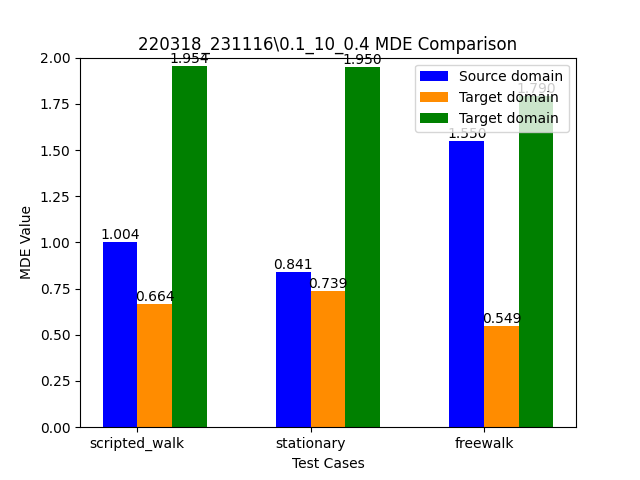 220318_231116\0.1_10_0.4 MDE Comparison
2.00
1.75
1.50
1.25
1.00
0.75
0.50
0.25
0.00
MDE Value
1.954
1.950
1.790
1.550
1.004
0.841
0.739
0.664
0.549
Source domain
Target domain
Target domain
scripted_walk
stationary
freewalk
Test Cases